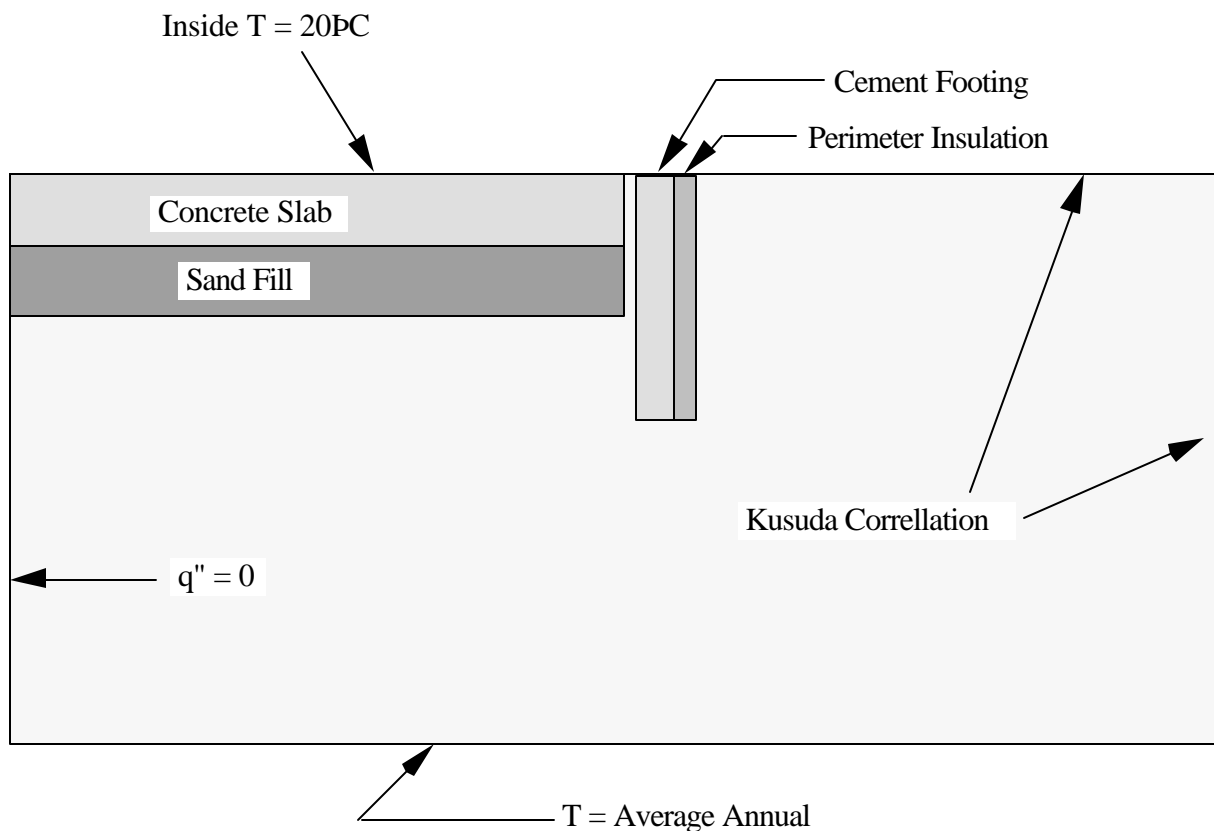 Inside T = 20ÞC
Cement Footing
Perimeter Insulation
Concrete Slab
Sand Fill
Kusuda Correllation
q" = 0
T = Average Annual